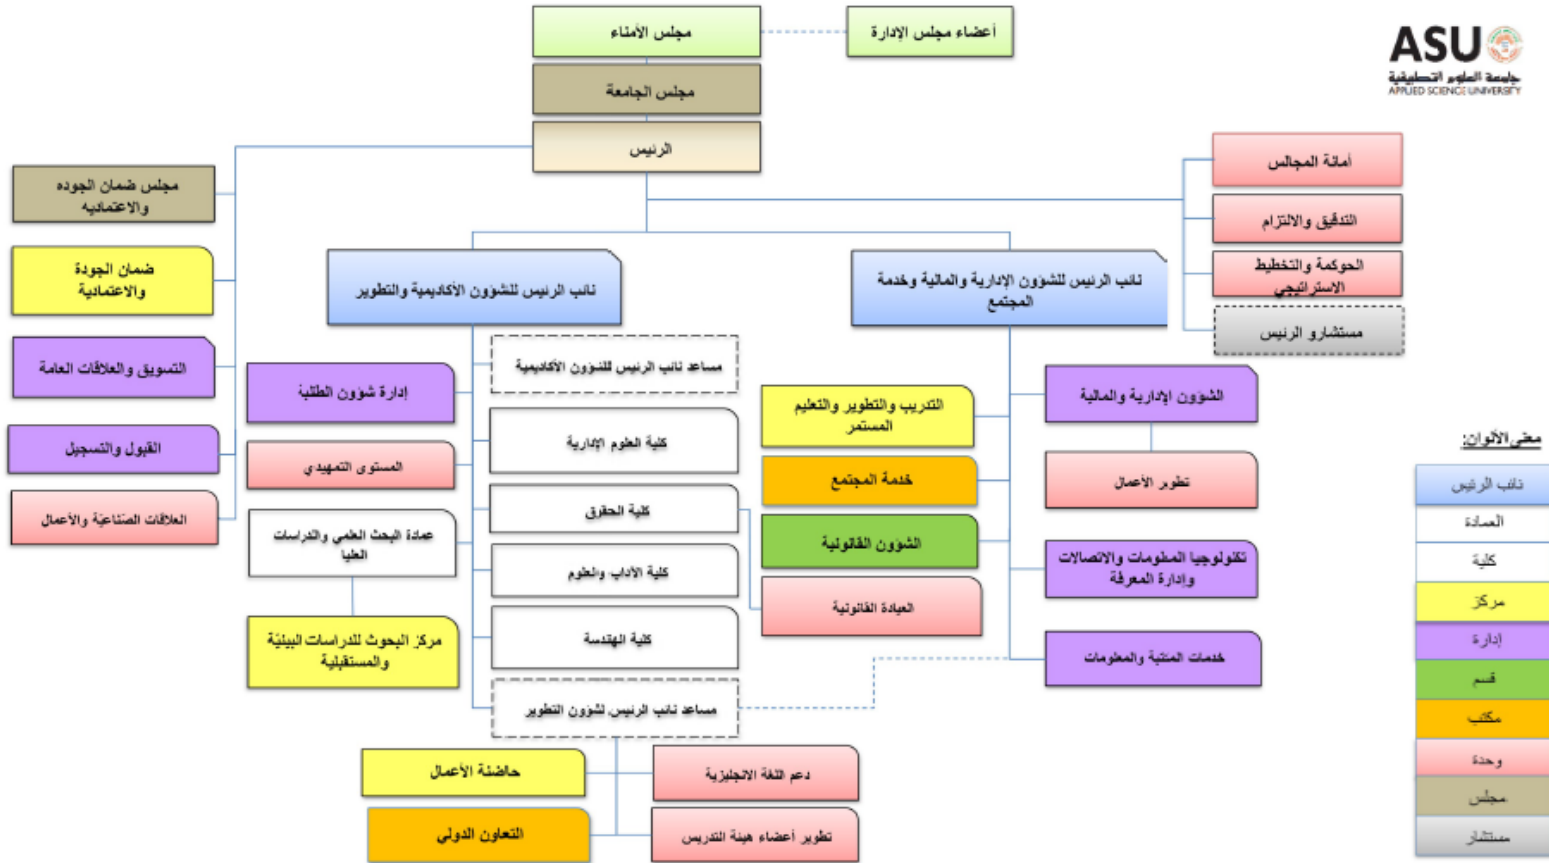 مجلس الأمناء
أعضاء مجلس الإدارة
ASU
جامعة العلوم التطبيقية
APPLIED SCIENCE UNIVERSITY
مجلس الجامعة
الرئيس
أمانة المجالس
مجلس ضمان الجوده
والاعتماديه
التدقيق والالتزام
ضمان الجودة
والاعتمادية
الحوكمة والتخطيط
الاستراتيجي
نائب الرئيس للشؤون الأكاديمية والتطوير
نائب الرئيس للشؤون الإدارية والمالية وخدمة
المجتمع
مستشارو الرئيس
التسويق والعلاقات العامة
مساعد نائب الرئيس للشؤون الأكاديمية
إدارة شؤون الطلبة
الشؤون الإدارية والمالية
التدريب والتطوير والتعليم
المستمر
كلية العلوم الإدارية
القبول والتسجيل
المستوى التمهيدي
خدمة المجتمع
تطوير الأعمال
العلاقات الصناعية والأعمال
كلية الحقوق
عمادة البحث العلمي والدراسات
العليا
الشؤون القانونية
تكنولوجيا المعلومات والاتصالات
وإدارة المعرفة
كلية الآداب والعلوم
العيادة القانونية
مركز البحوث للدراسات البينية
والمستقبلية
كلية الهندسة
خدمات المكتبة والمعلومات
مساعد نائب الرئيس لشؤون التطوير
حاضنة الأعمال
دعم اللغة الانجليزية
التعاون الدولي
تطوير أعضاء هيئة التدريس
معنى الألوان:
نائب الرئيس
العمادة
كلية
مركز
إدارة
قسم
مكتب
وحدة
مجلس
مستشار